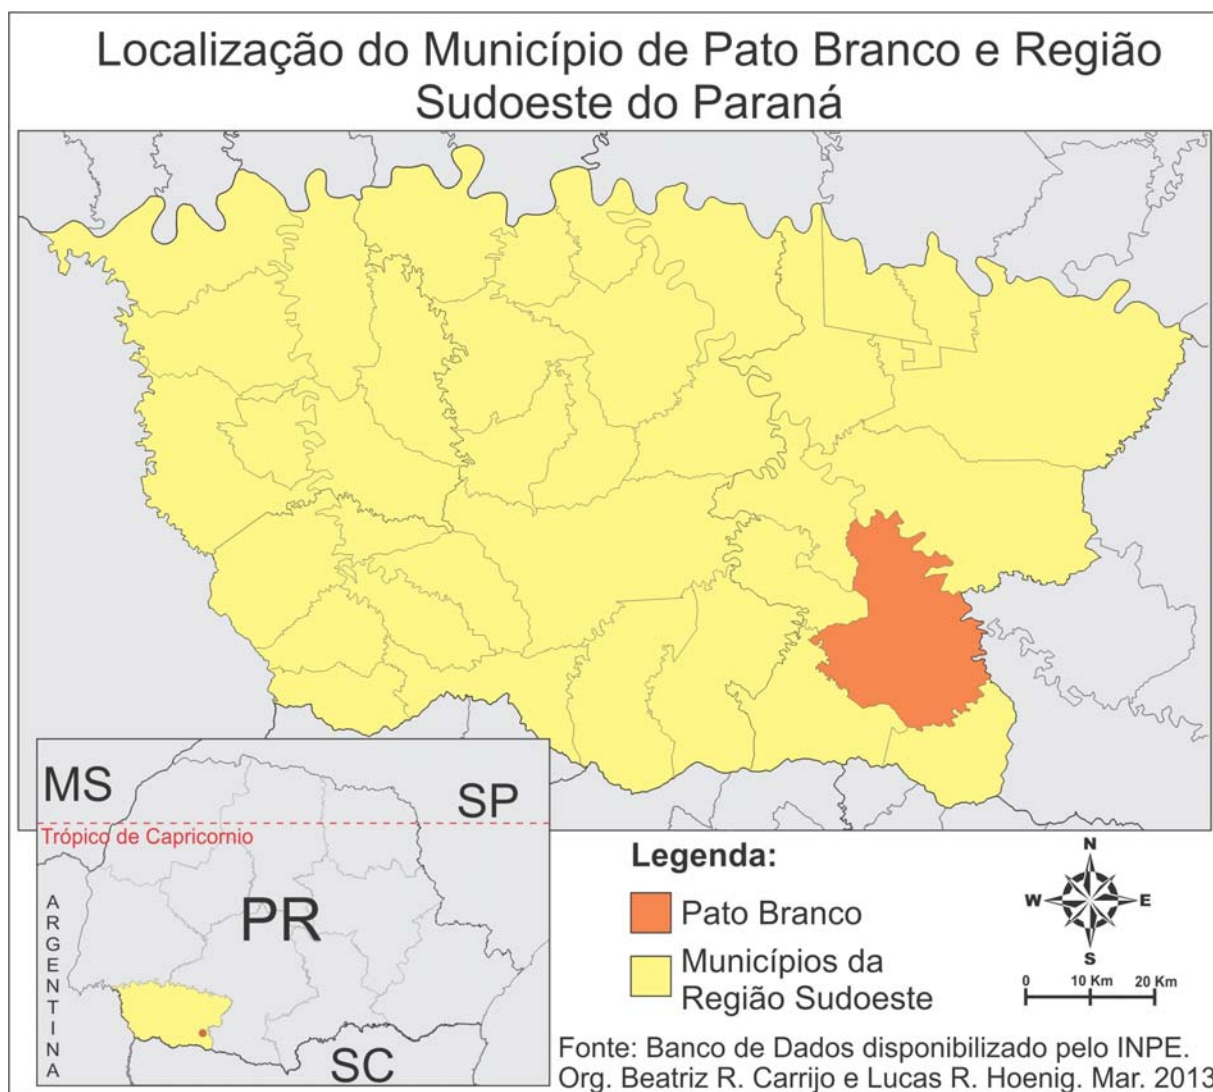 Localização do Município de Pato Branco e Região
Sudoeste do Paraná
MS
SP
Trópico de Capricornio
PR
ARGENTINA
SC
Legenda:
Pato Branco
Municípios da
Região Sudoeste
N
W
E
S
0 10 Km 20 Km
Fonte: Banco de Dados disponibilizado pelo INPE.
Org. Beatriz R. Carrijo e Lucas R. Hoenig. Mar. 2013